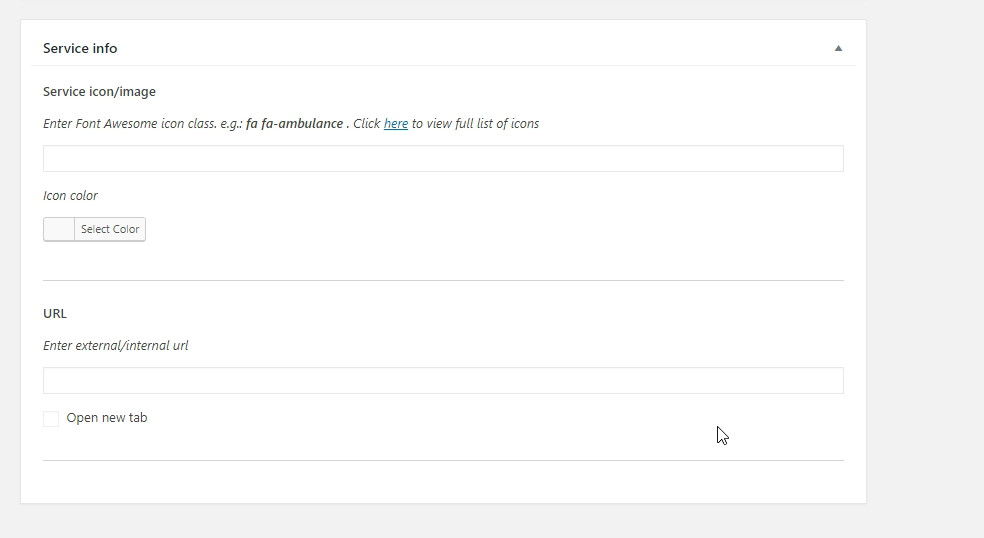 Service info
Service icon/image
Enter Font Awesome icon class. e.g.: fa fa-ambulance . Click here to view full list of icons
Icon color
Select Color
URL
Enter external/internal url
Open new tab